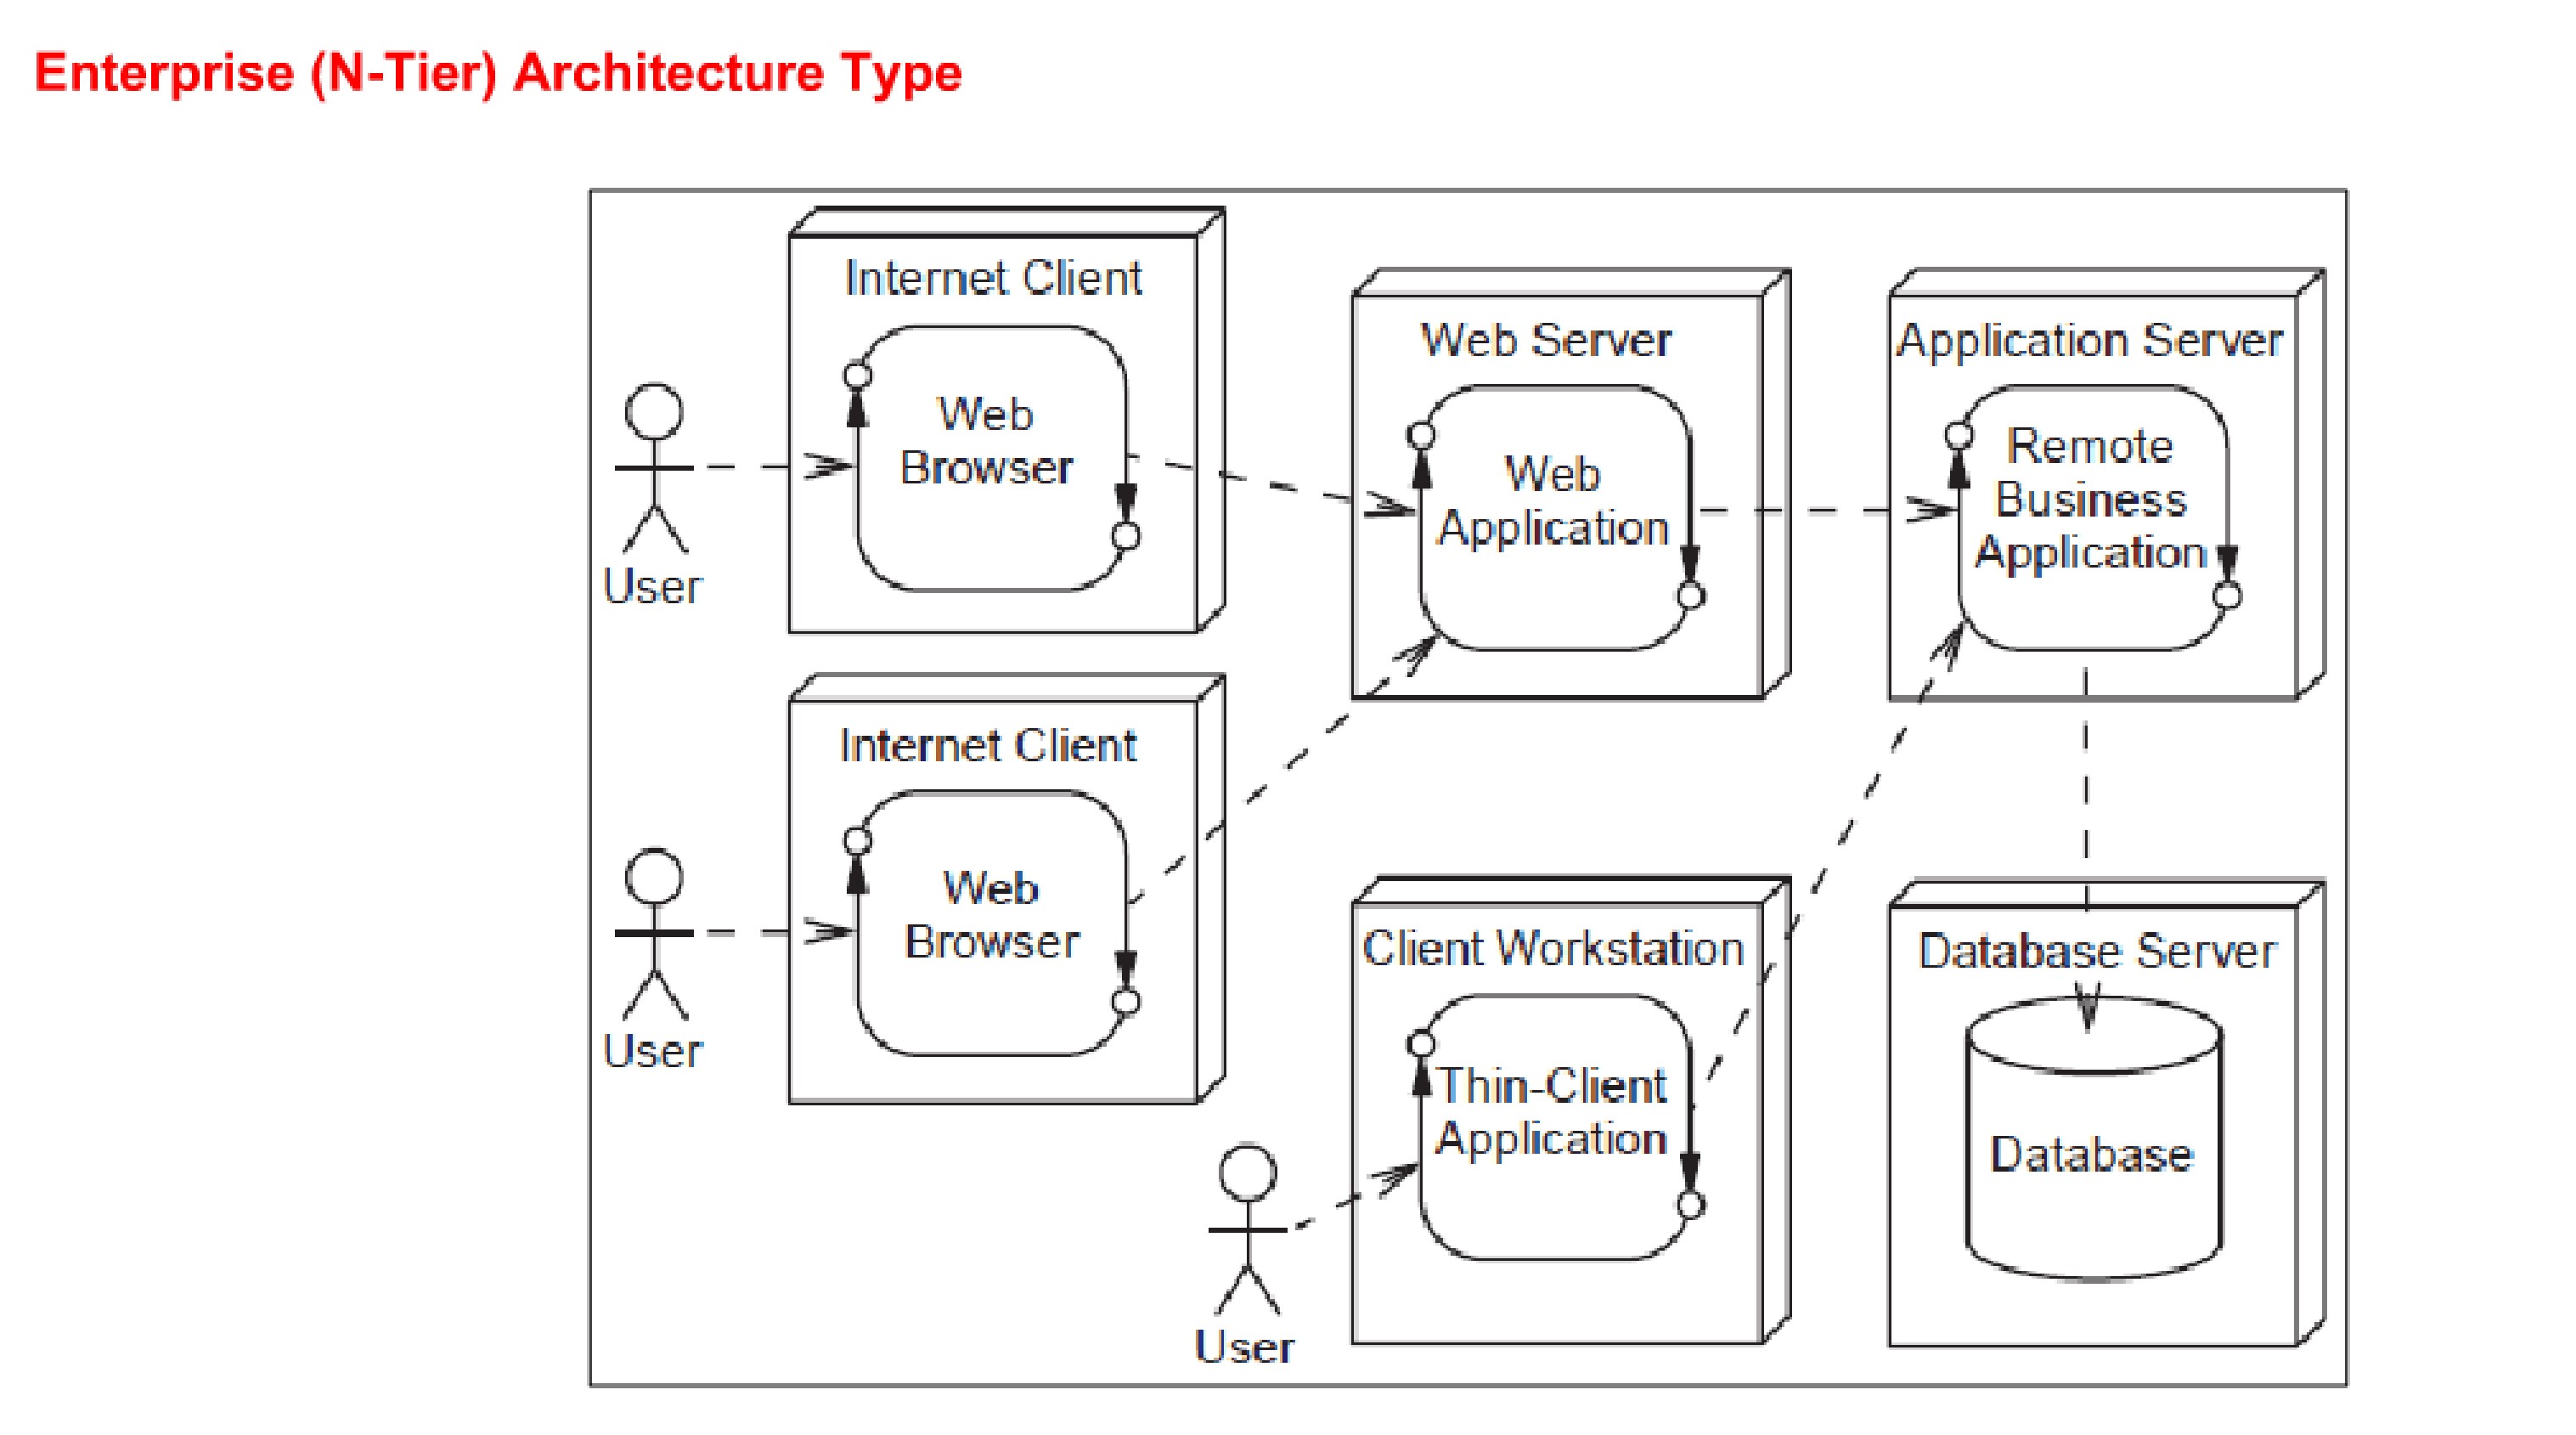 Enterprise (N-Tier) Architecture Type
Internet Client
Web
Browser
User
Web Server
Web
Application
Application Server
Remote
Business
Application
Internet Client
Web
Browser
User
Client Workstation
Thin-Client
Application
User
Database Server
Database